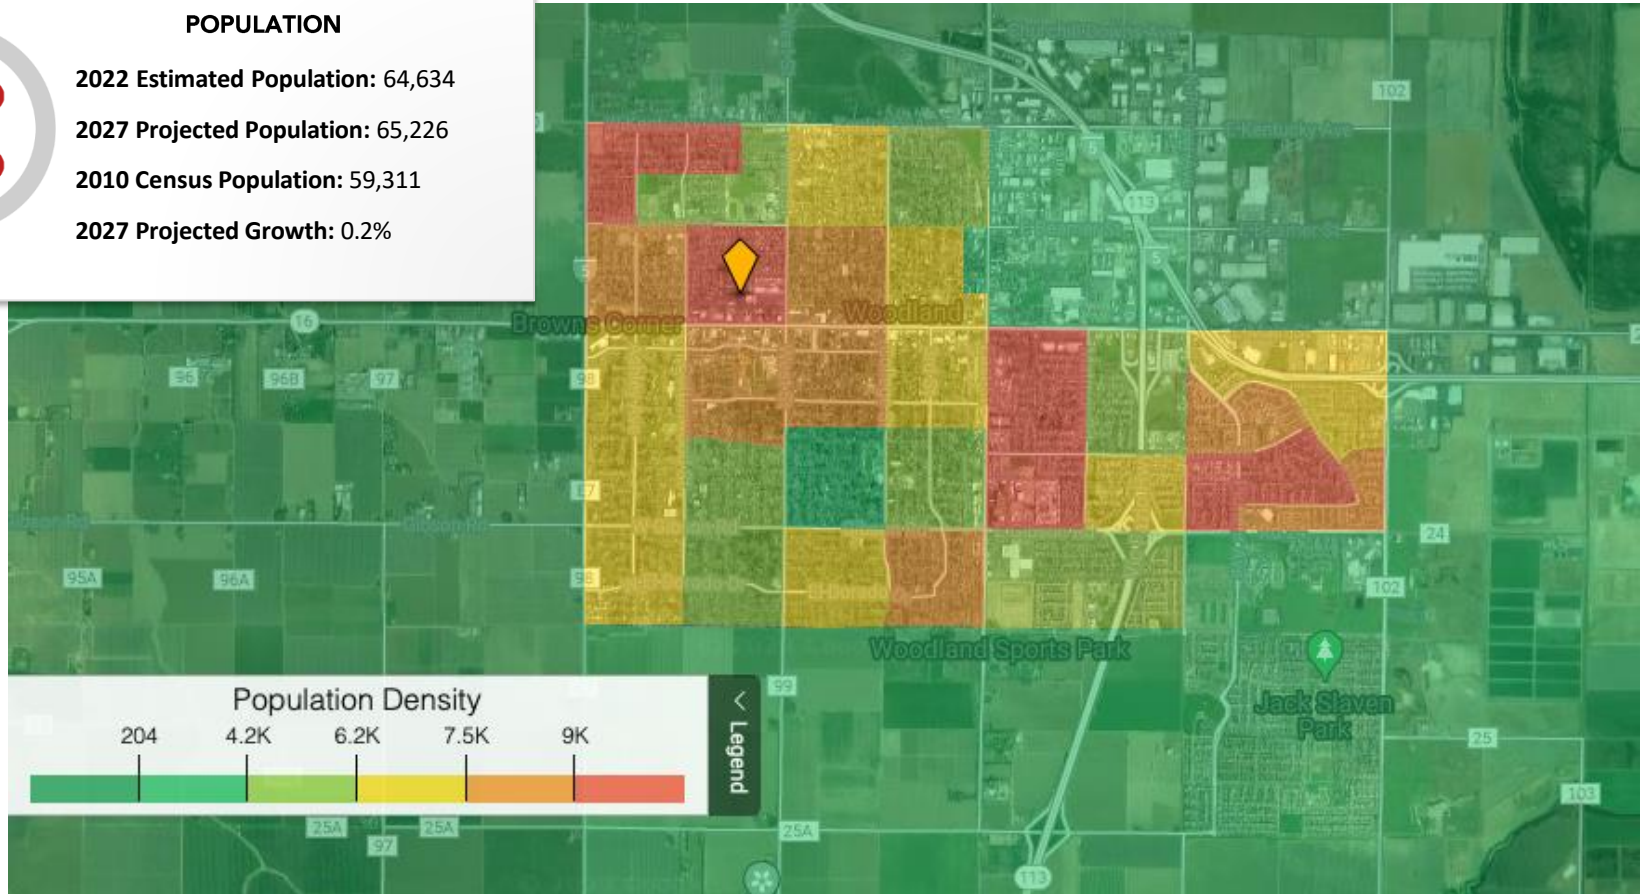 POPULATION
2022 Estimated Population: 64,634
2027 Projected Population: 65,226
2010 Census Population: 59,311
2027 Projected Growth: 0.2%
102
113
5
5
16
Browns Corner
Woodland
96
96B
97
98
24
95A
96A
98
102
Woodland Sports Park
99
Jack Slaven
Park
25
103
Population Density
204
4.2K
6.2K
7.5K
9K
< Legend
25A
25A
25A
97
113